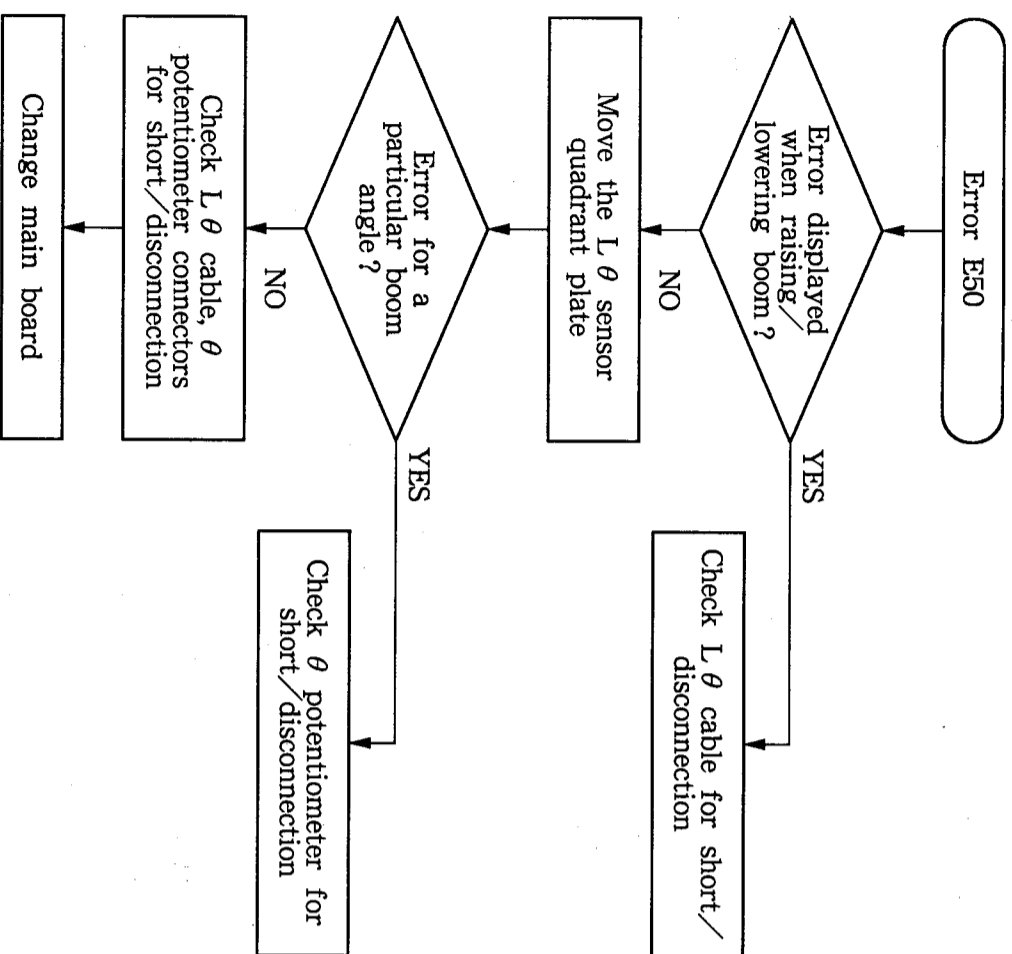 Error E50
Error displayed
when raising/
lowering boom?
YES
Check L θ cable for short/
disconnection
NO
Move the L θ sensor
quadrant plate
Error for a
particular boom
angle?
YES
Check θ potentiometer for
short/disconnection
NO
Check L θ cable, θ
potentiometer connectors
for short/disconnection
Change main board